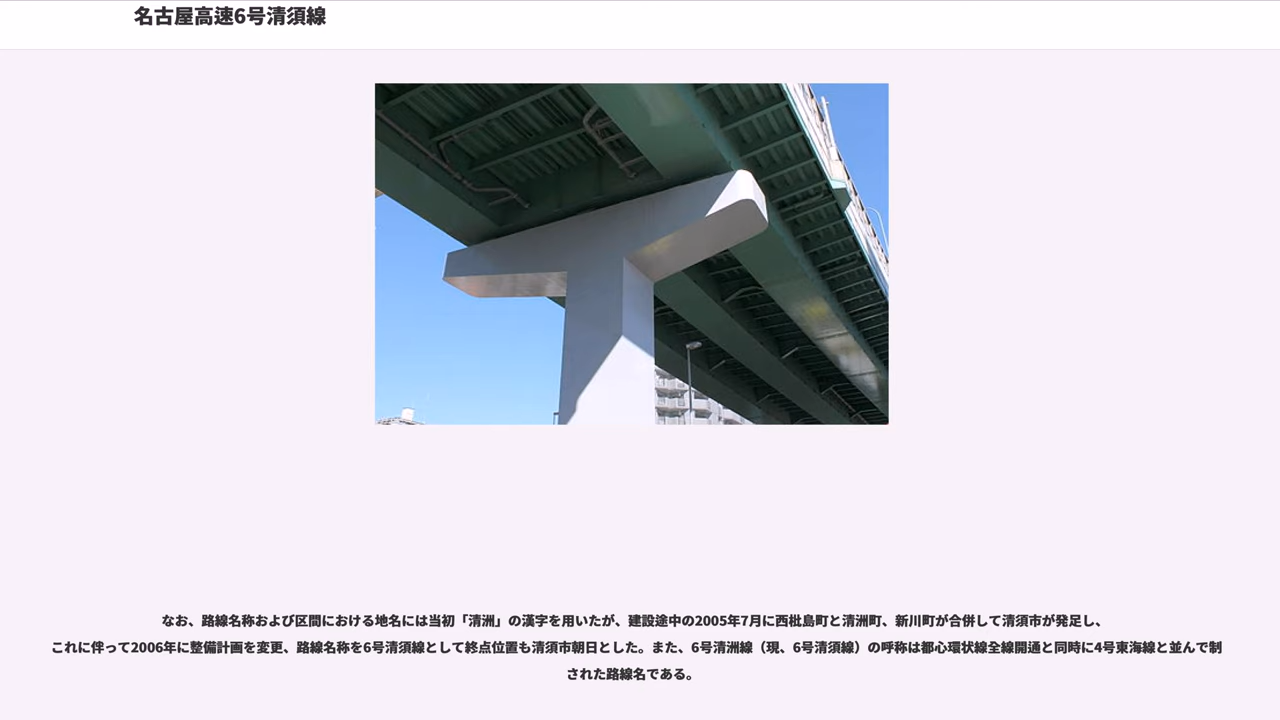 名古屋高速6号清須線
なお、路線名称および区間における地名には当初「清洲」の漢字を用いたが、建設途中の2005年7月に西枇島町と清洲町、新川町が合併して清須市が発足し、
これに伴って2006年に整備計画を変更、路線名称を6号清須線として終点位置も清須市朝日とした。また、6号清洲線（現、6号清須線）の呼称は都心環状線全線開通と同時に4号東海線と並んで制
された路線名である。